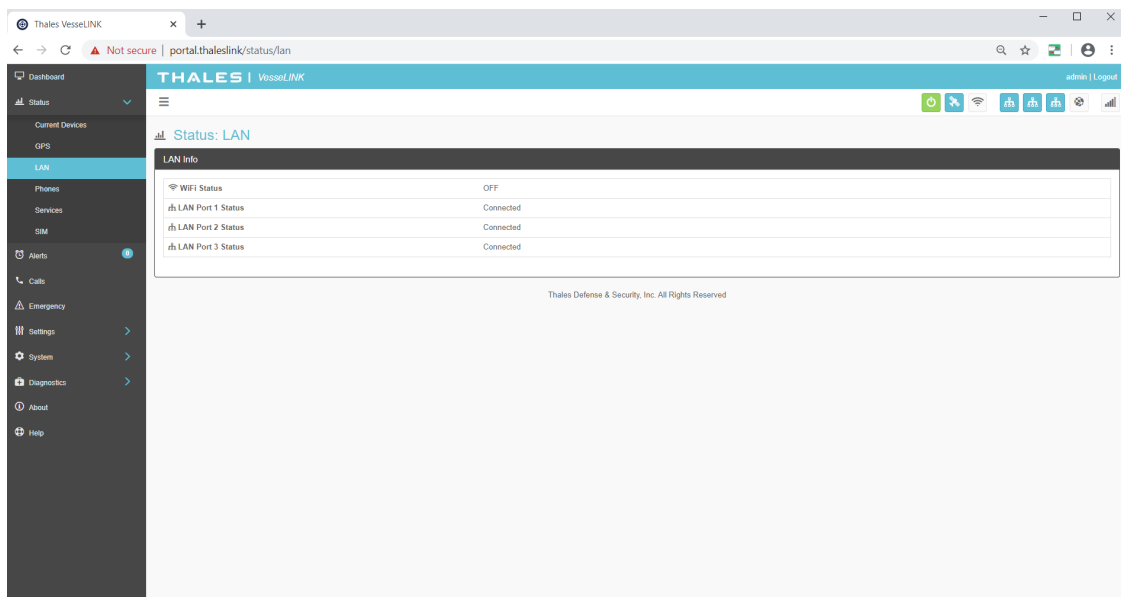 Thales VesseLINK
Not secure | portal.thaleslink/status/lan
Dashboard
THALES | VesseLINK
admin | Logout
Status
Current Devices
GPS
LAN
Phones
Services
SIM
Alerts 0
Calls
Emergency
Settings
System
Diagnostics
About
Help
Status: LAN
LAN Info
WiFi Status OFF
LAN Port 1 Status Connected
LAN Port 2 Status Connected
LAN Port 3 Status Connected
Thales Defense & Security, Inc. All Rights Reserved